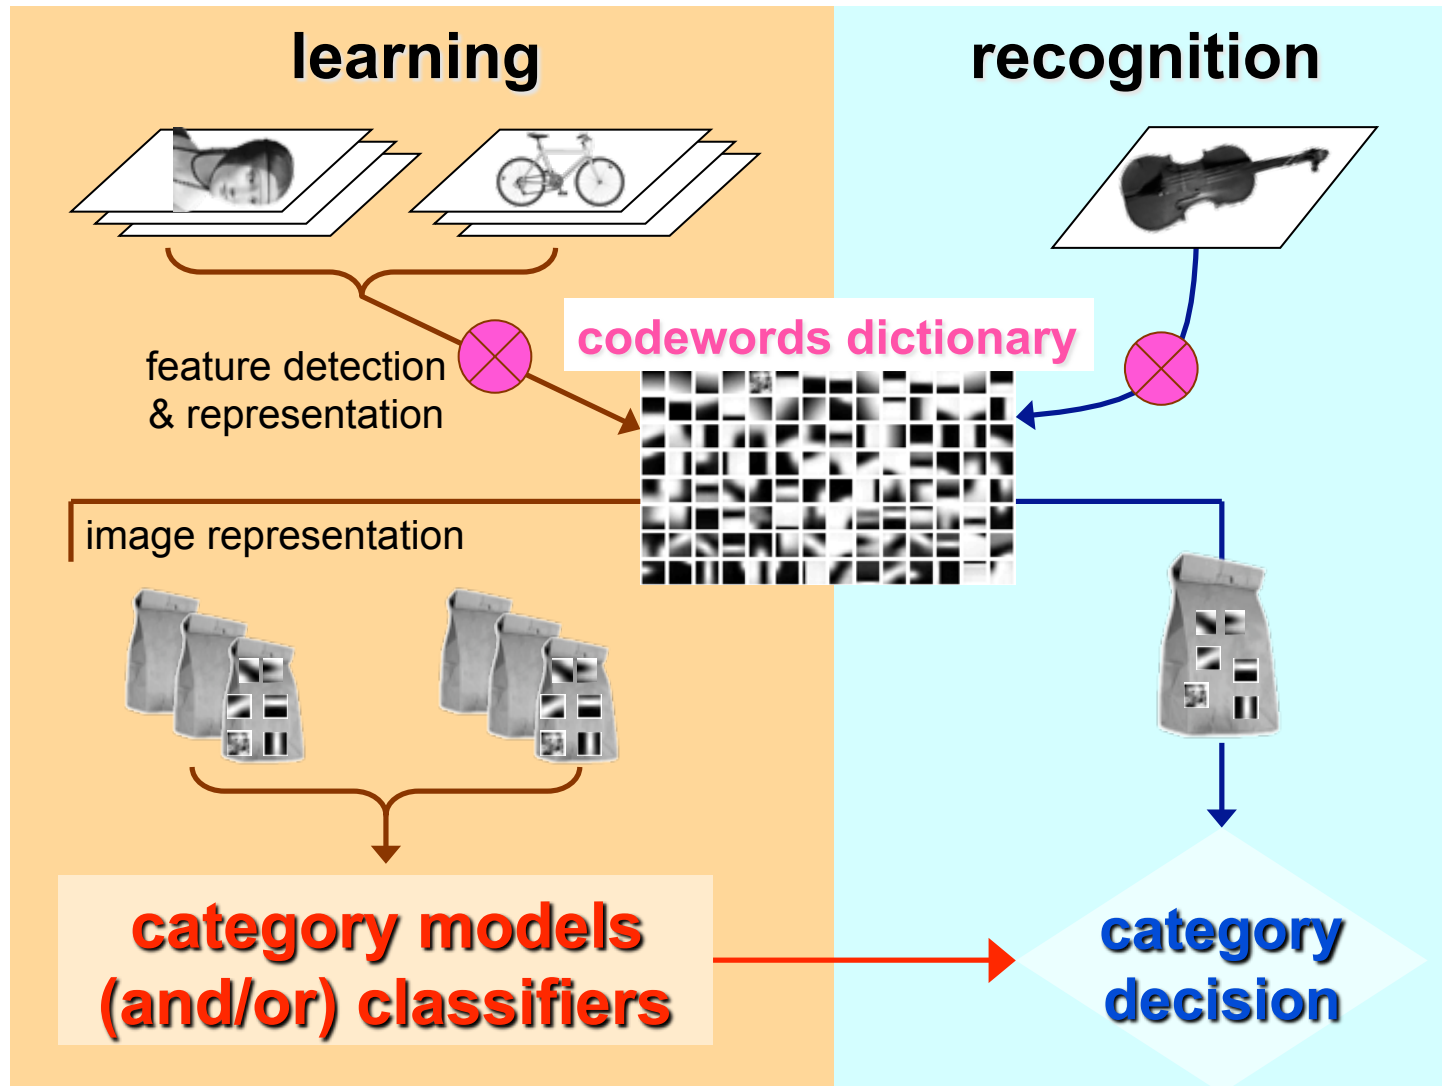 learning
recognition
codewords dictionary
feature detection
& representation
image representation
category models
(and/or) classifiers
category
decision